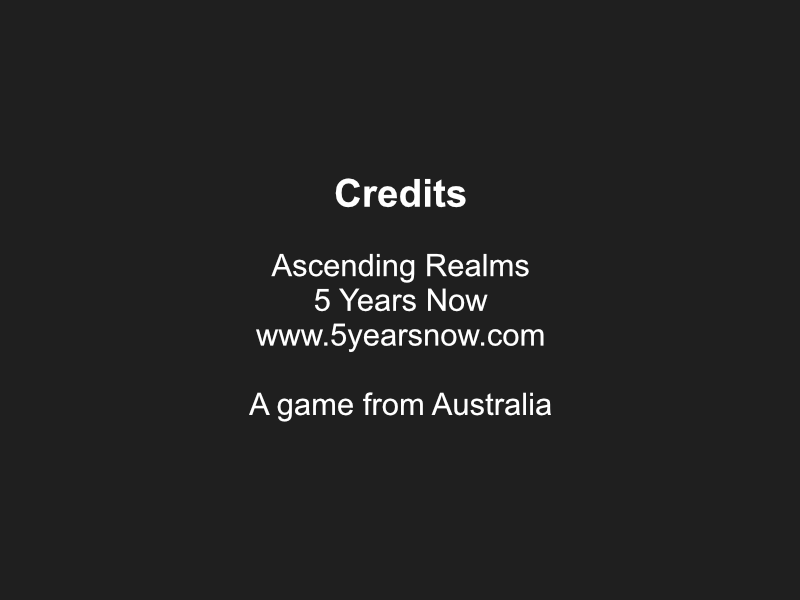 Credits
Ascending Realms
5 Years Now
www.5yearsnow.com
A game from Australia